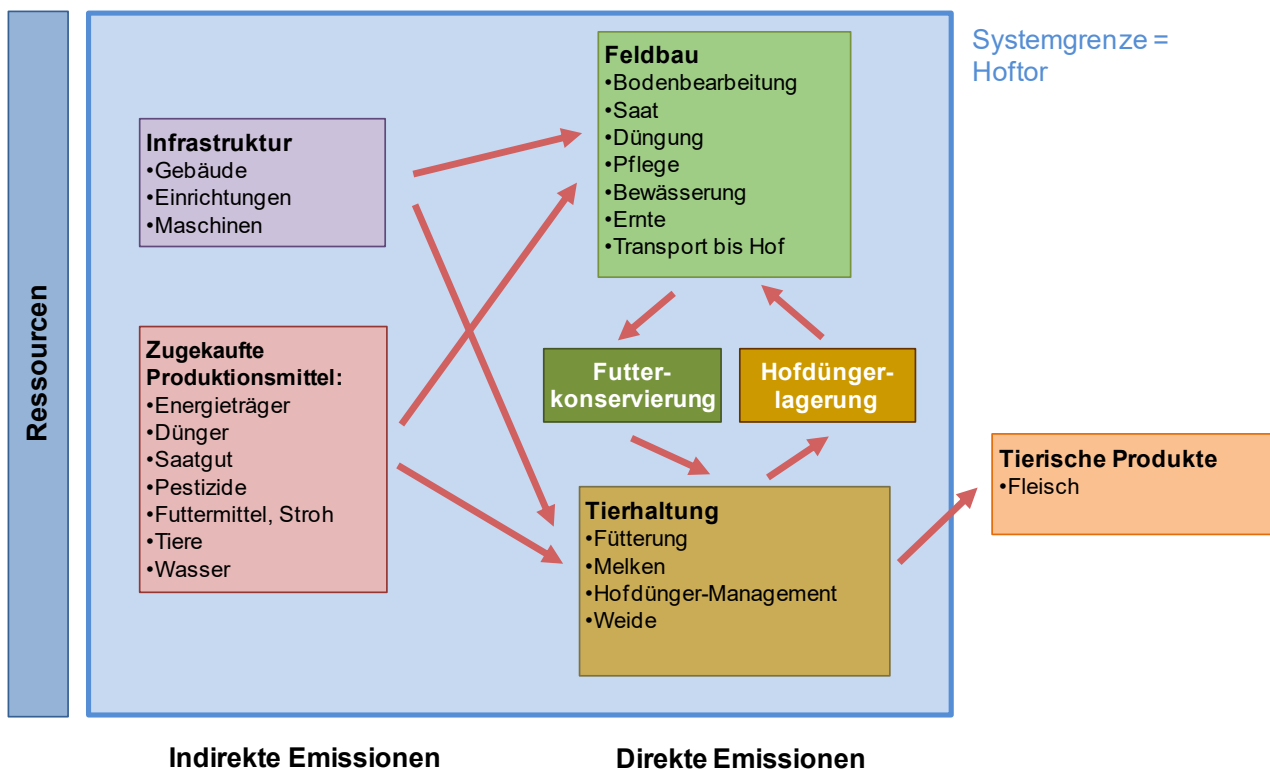 Ressourcen
Infrastruktur
•Gebäude
•Einrichtungen
•Maschinen
Zugekaufte
Produktionsmittel:
•Energieträger
•Dünger
•Saatgut
•Pestizide
•Futtermittel, Stroh
•Tiere
•Wasser
Feldbau
•Bodenbearbeitung
•Saat
•Düngung
•Pflege
•Bewässerung
•Ernte
•Transport bis Hof
Futter-
konservierung
Hofdünger-
lagerung
Tierhaltung
•Fütterung
•Melken
•Hofdünger-Management
•Weide
Systemgrenze =
Hoftor
Tierische Produkte
•Fleisch
Indirekte Emissionen
Direkte Emissionen